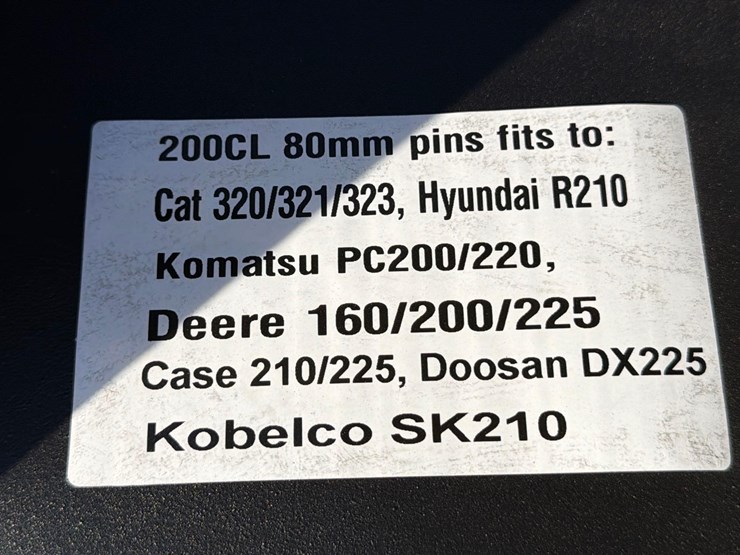 200CL 80mm pins fits to:
Cat 320/321/323, Hyundai R210
Komatsu PC200/220,
Deere 160/200/225
Case 210/225, Doosan DX225
Kobelco SK210